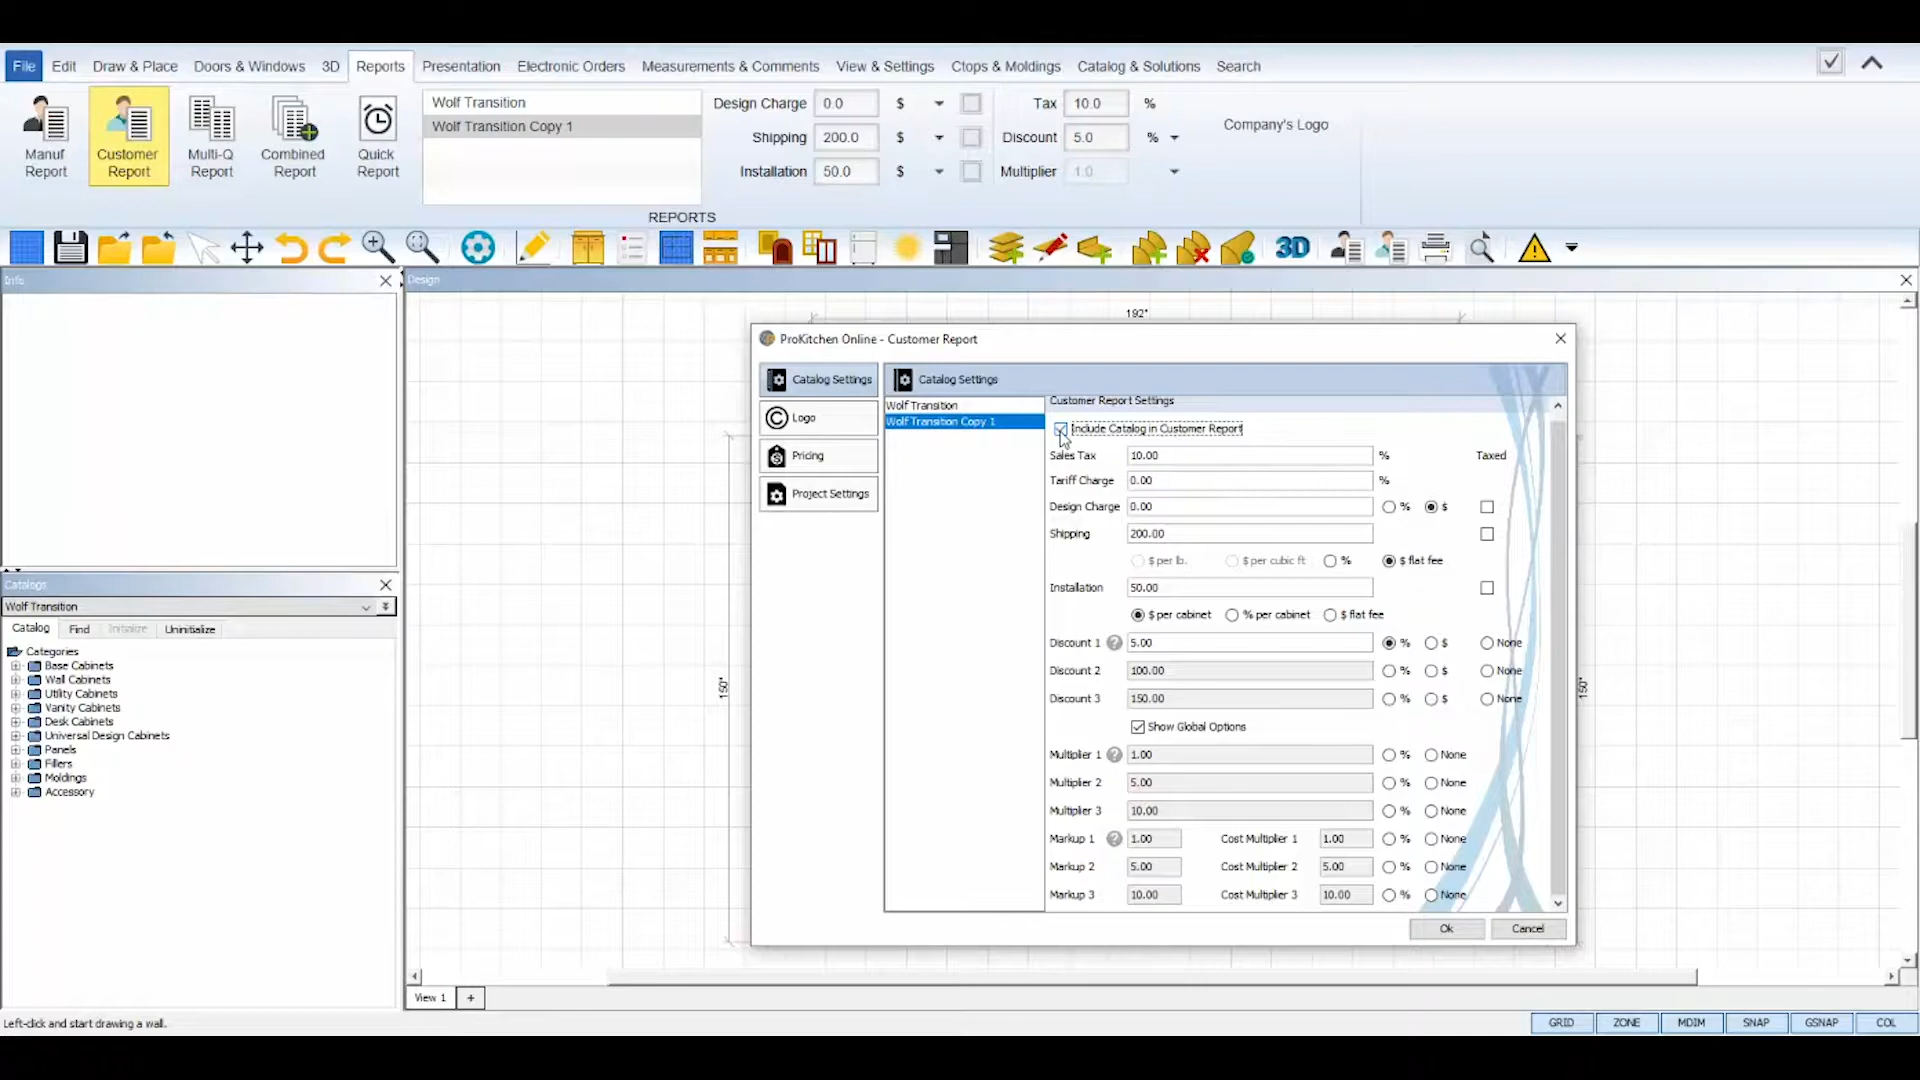 File Edit Draw & Place Doors & Windows 3D Reports Presentation Electronic Orders Measurements & Comments View & Settings Ctops & Moldings Catalog & Solutions Search
Manuf Report
Customer Report
Multi-Q Report
Combined Report
Quick Report
Wolf Transition
Wolf Transition Copy 1
Design Charge 0.0 $
Shipping 200.0 $
Installation 50.0 $
Tax 10.0 %
Discount 5.0 %
Multiplier 1.0
Company's Logo
REPORTS
3D
Info
Design
192"
150"
150"
Catalogs
Wolf Transition
Catalog Find Initialize Uninitialize
Categories
Base Cabinets
Wall Cabinets
Utility Cabinets
Vanity Cabinets
Desk Cabinets
Universal Design Cabinets
Panels
Fillers
Moldings
Accessory
ProKitchen Online - Customer Report
Catalog Settings
Logo
Pricing
Project Settings
Catalog Settings
Wolf Transition
Wolf Transition Copy 1
Customer Report Settings
Include Catalog in Customer Report
Sales Tax 10.00 % Taxed
Tariff Charge 0.00 %
Design Charge 0.00 % $
Shipping 200.00
$ per lb. $ per cubic ft % $ flat fee
Installation 50.00
$ per cabinet % per cabinet $ flat fee
Discount 1 ? 5.00 % $ None
Discount 2 100.00 % $ None
Discount 3 150.00 % $ None
Show Global Options
Multiplier 1 ? 1.00 % None
Multiplier 2 5.00 % None
Multiplier 3 10.00 % None
Markup 1 ? 1.00 Cost Multiplier 1 1.00 % None
Markup 2 5.00 Cost Multiplier 2 5.00 % None
Markup 3 10.00 Cost Multiplier 3 10.00 % None
Ok Cancel
View 1 +
Left-click and start drawing a wall.
GRID ZONE MDIM SNAP GSNAP COL